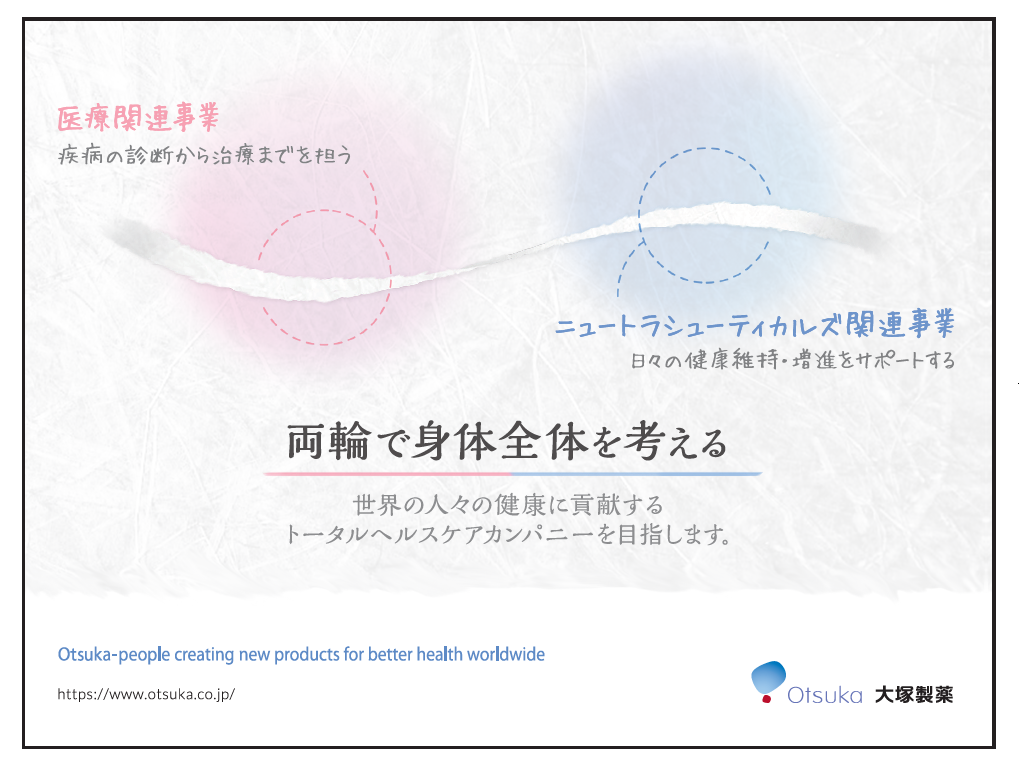 医療関連事業
疾病の診断から治療までを担う
ニュートラシューティカルズ関連事業
日々の健康維持・増進をサポートする
両輪で身体全体を考える
世界の人々の健康に貢献する
トータルヘルスケアカンパニーを目指します。
Otsuka-people creating new products for better health worldwide
https://www.otsuka.co.jp/
Otsuka 大塚製薬